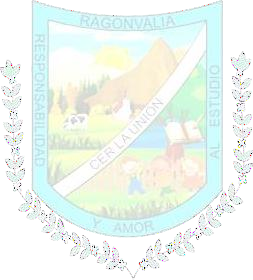 RAGONVALIA
RESPONSABILIDAD
CER LA UNION
AL ESTUDIO
Y AMOR